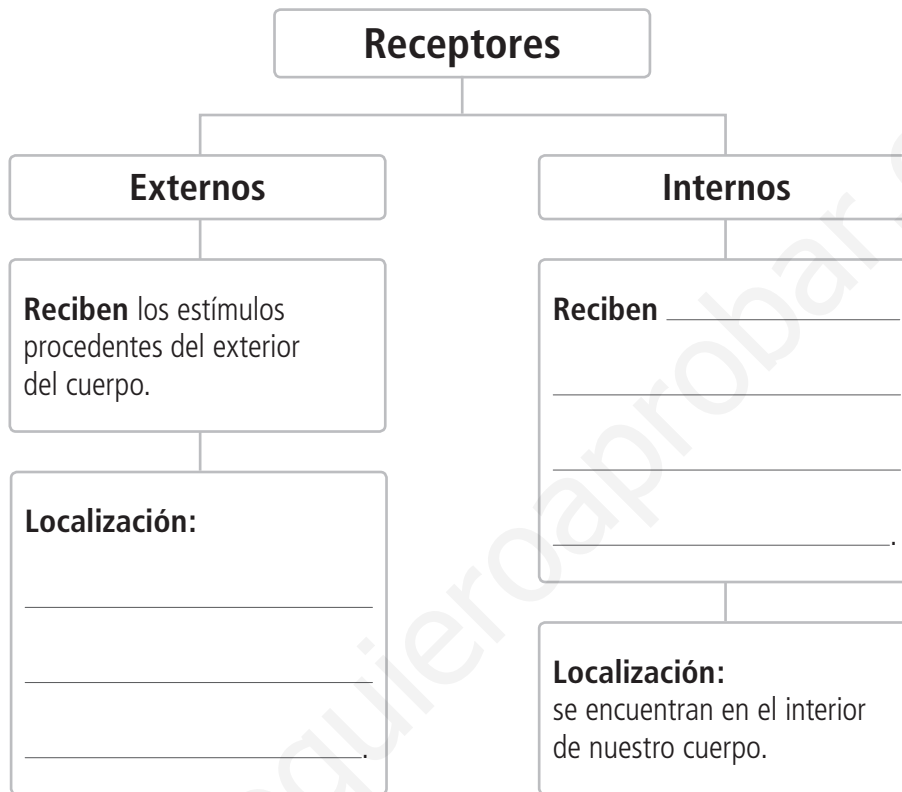 Receptores
Externos
Internos
Reciben los estímulos
procedentes del exterior
del cuerpo.
Reciben
.
Localización:
.
Localización:
se encuentran en el interior
de nuestro cuerpo.
quieroaprobar.